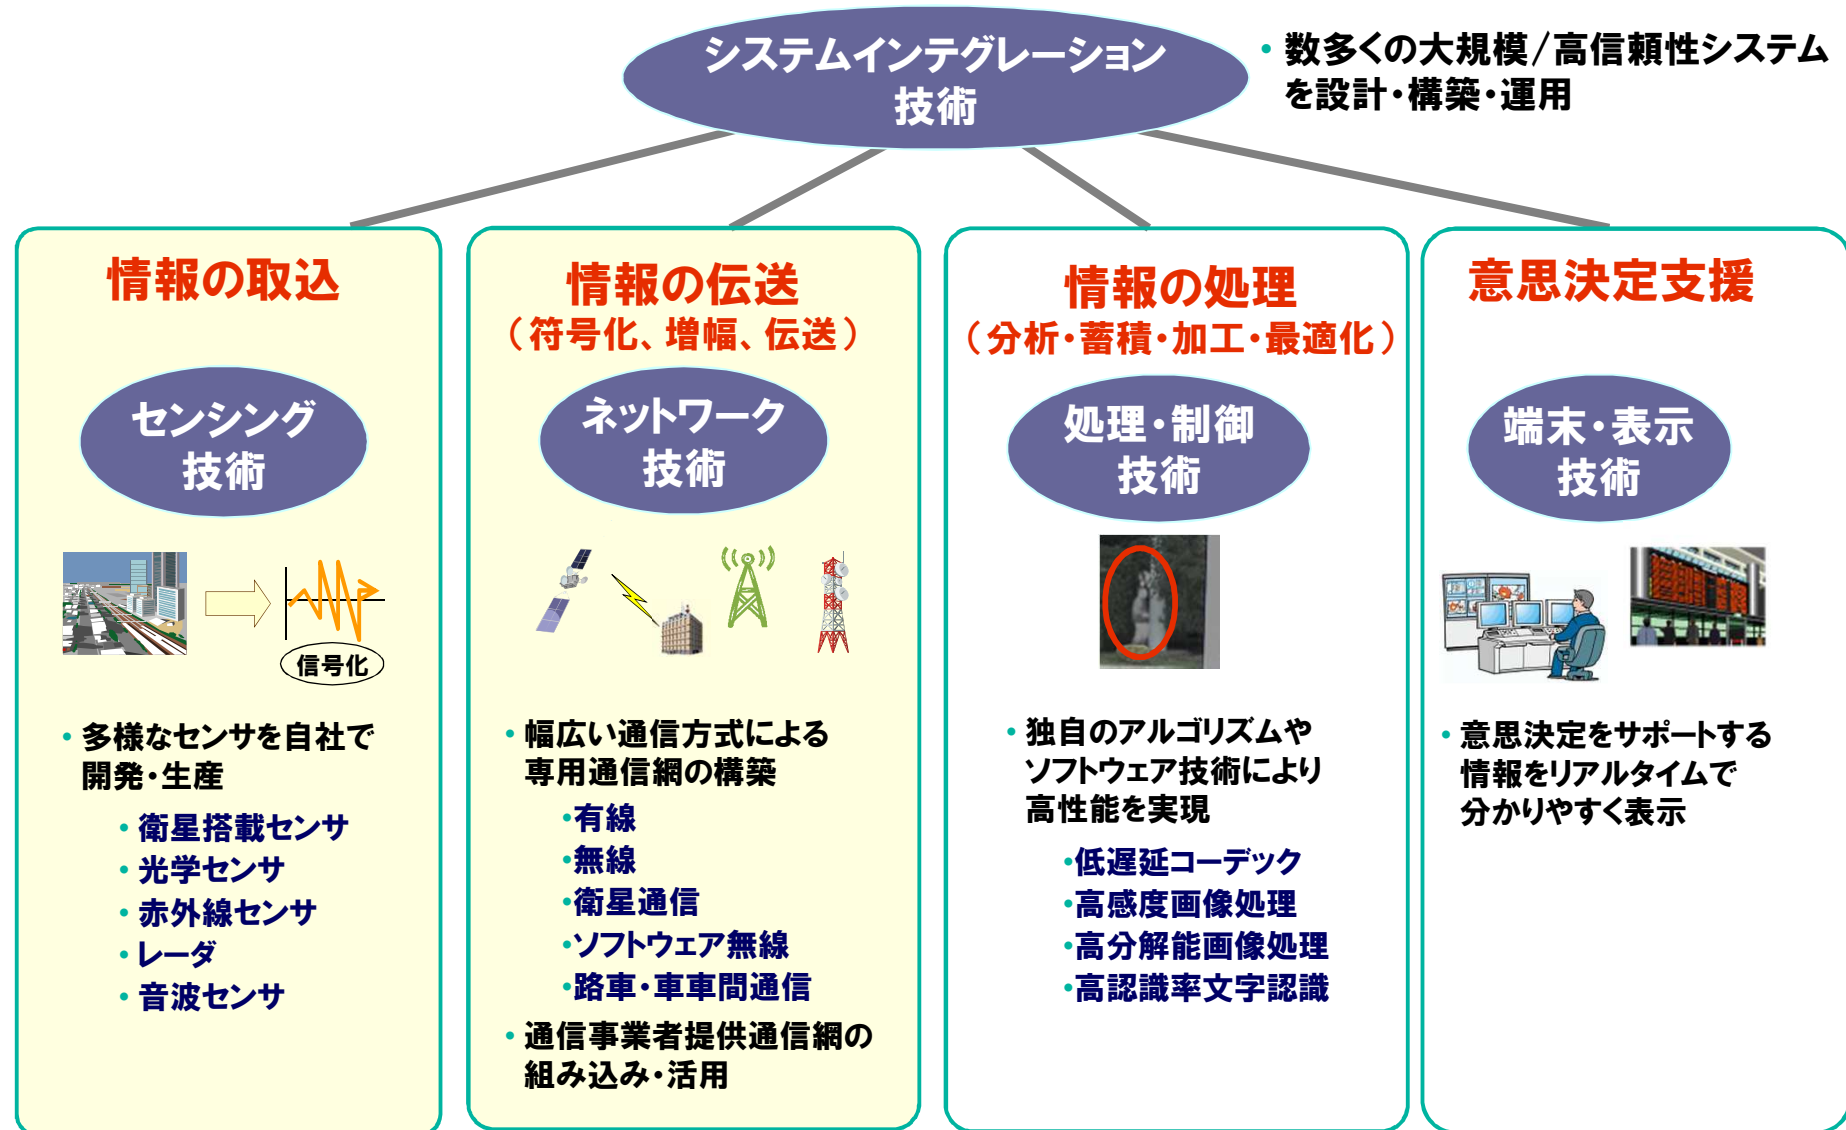 システムインテグレーション
技術
・数多くの大規模/高信頼性システム
を設計・構築・運用
情報の取込
センシング
技術
信号化
・多様なセンサを自社で
開発・生産
・衛星搭載センサ
・光学センサ
・赤外線センサ
・レーダ
・音波センサ
情報の伝送
（符号化、増幅、伝送）
ネットワーク
技術
・幅広い通信方式による
専用通信網の構築
・有線
・無線
・衛星通信
・ソフトウェア無線
・路車・車車間通信
・通信事業者提供通信網の
組み込み・活用
情報の処理
（分析・蓄積・加工・最適化）
処理・制御
技術
・独自のアルゴリズムや
ソフトウェア技術により
高性能を実現
・低遅延コーデック
・高感度画像処理
・高分解能画像処理
・高認識率文字認識
意思決定支援
端末・表示
技術
・意思決定をサポートする
情報をリアルタイムで
分かりやすく表示